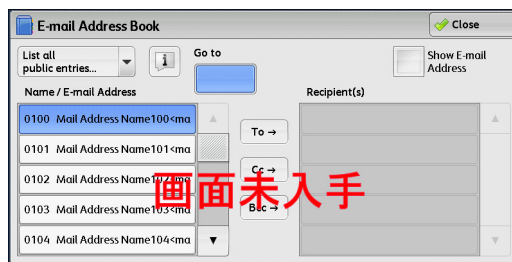 E-mail Address Book
Close
List all
public entries...
Go to
Show E-mail
Address
Name / E-mail Address
Recipient(s)
0100 Mail Address Name100<ma
0101 Mail Address Name101<ma
0102 Mail Address Name102<ma
0103 Mail Address Name103<ma
0104 Mail Address Name104<ma
To →
Cc →
Bcc →
画面未入手